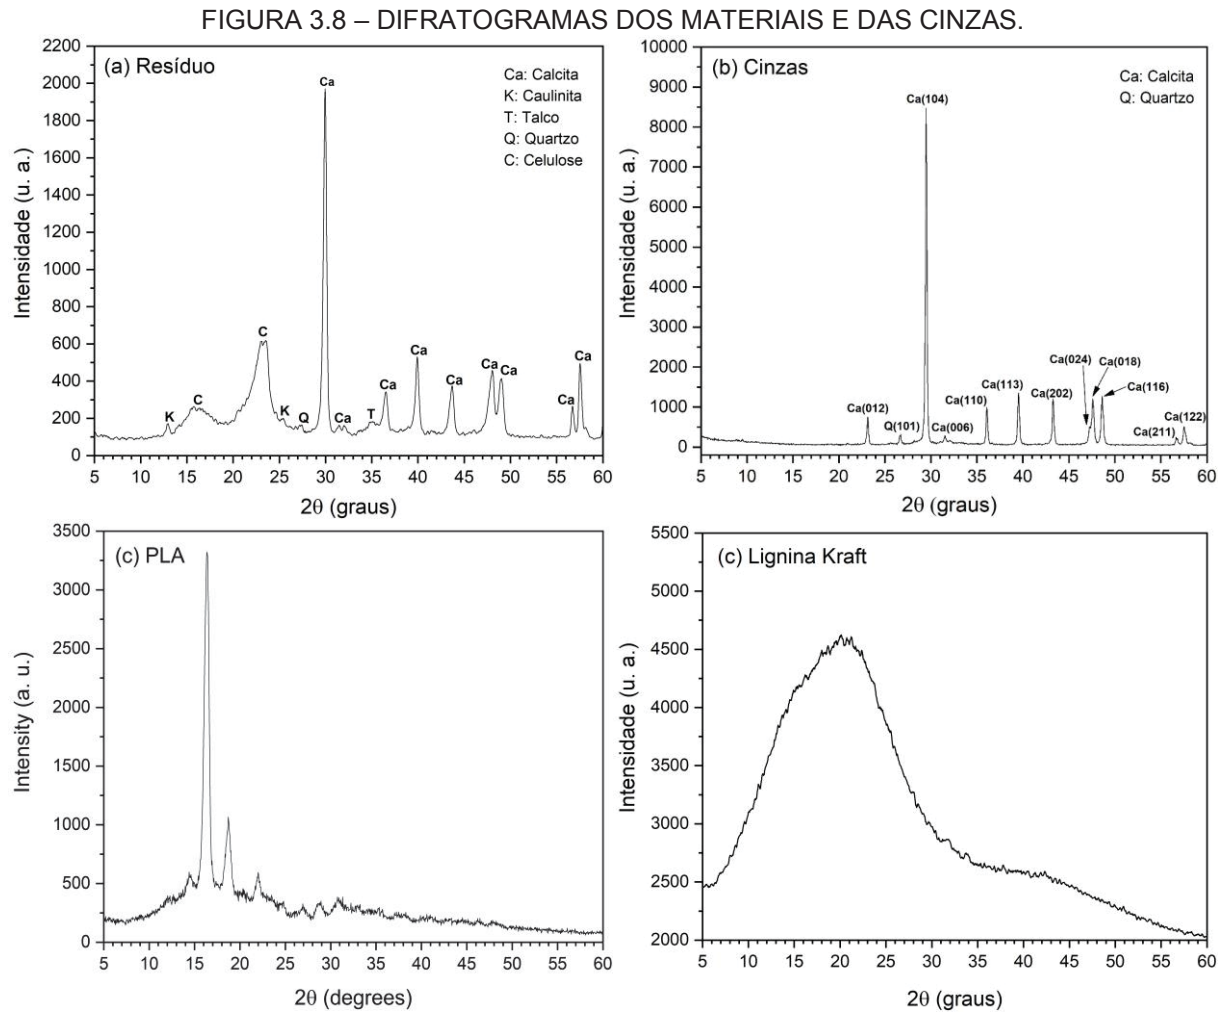 FIGURA 3.8 – DIFRATOGRAMAS DOS MATERIAIS E DAS CINZAS.
(a) Resíduo
Ca: Calcita
K: Caulinita
T: Talco
Q: Quartzo
C: Celulose
Intensidade (u. a.)
2200
2000
1800
1600
1400
1200
1000
800
600
400
200
0
K
C
C
K
Q
Ca
Ca
T
Ca
Ca
Ca
Ca
Ca
Ca
Ca
5 10 15 20 25 30 35 40 45 50 55 60
2θ (graus)
(b) Cinzas
Ca: Calcita
Q: Quartzo
Intensidade (u. a.)
10000
9000
8000
7000
6000
5000
4000
3000
2000
1000
0
Ca(012)
Q(101)
Ca(104)
Ca(006)
Ca(110)
Ca(113)
Ca(202)
Ca(024)
Ca(018)
Ca(116)
Ca(211)
Ca(122)
5 10 15 20 25 30 35 40 45 50 55 60
2θ (graus)
(c) PLA
Intensity (a. u.)
3500
3000
2500
2000
1500
1000
500
0
5 10 15 20 25 30 35 40 45 50 55 60
2θ (degrees)
(c) Lignina Kraft
Intensidade (u. a.)
5500
5000
4500
4000
3500
3000
2500
2000
5 10 15 20 25 30 35 40 45 50 55 60
2θ (graus)